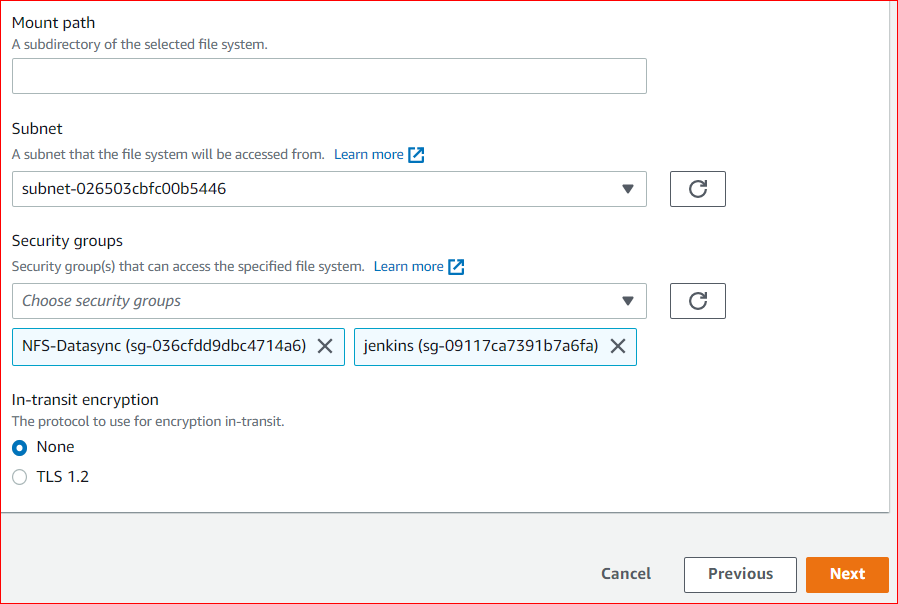 Mount path
A subdirectory of the selected file system.
Subnet
A subnet that the file system will be accessed from. Learn more
subnet-026503cbfc00b5446
Security groups
Security group(s) that can access the specified file system. Learn more
Choose security groups
NFS-Datasync (sg-036cfdd9dbc4714a6) jenkins (sg-09117ca7391b7a6fa)
In-transit encryption
The protocol to use for encryption in-transit.
None
TLS 1.2
Cancel Previous Next